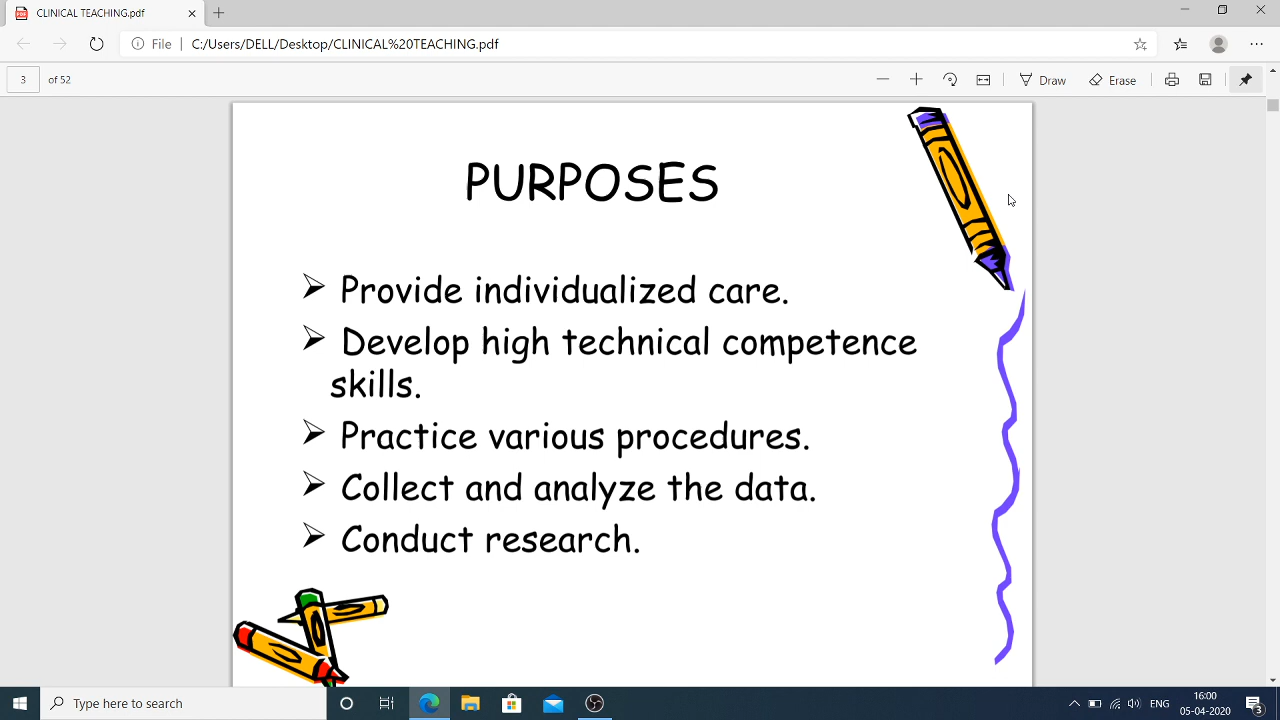 CLINICAL TEACHING.pdf
File C:/Users/DELL/Desktop/CLINICAL%20TEACHING.pdf
3 of 52 Draw Erase
PURPOSES
➢ Provide individualized care.
➢ Develop high technical competence
skills.
➢ Practice various procedures.
➢ Collect and analyze the data.
➢ Conduct research.
Type here to search
ENG
16:00
05-04-2020
3